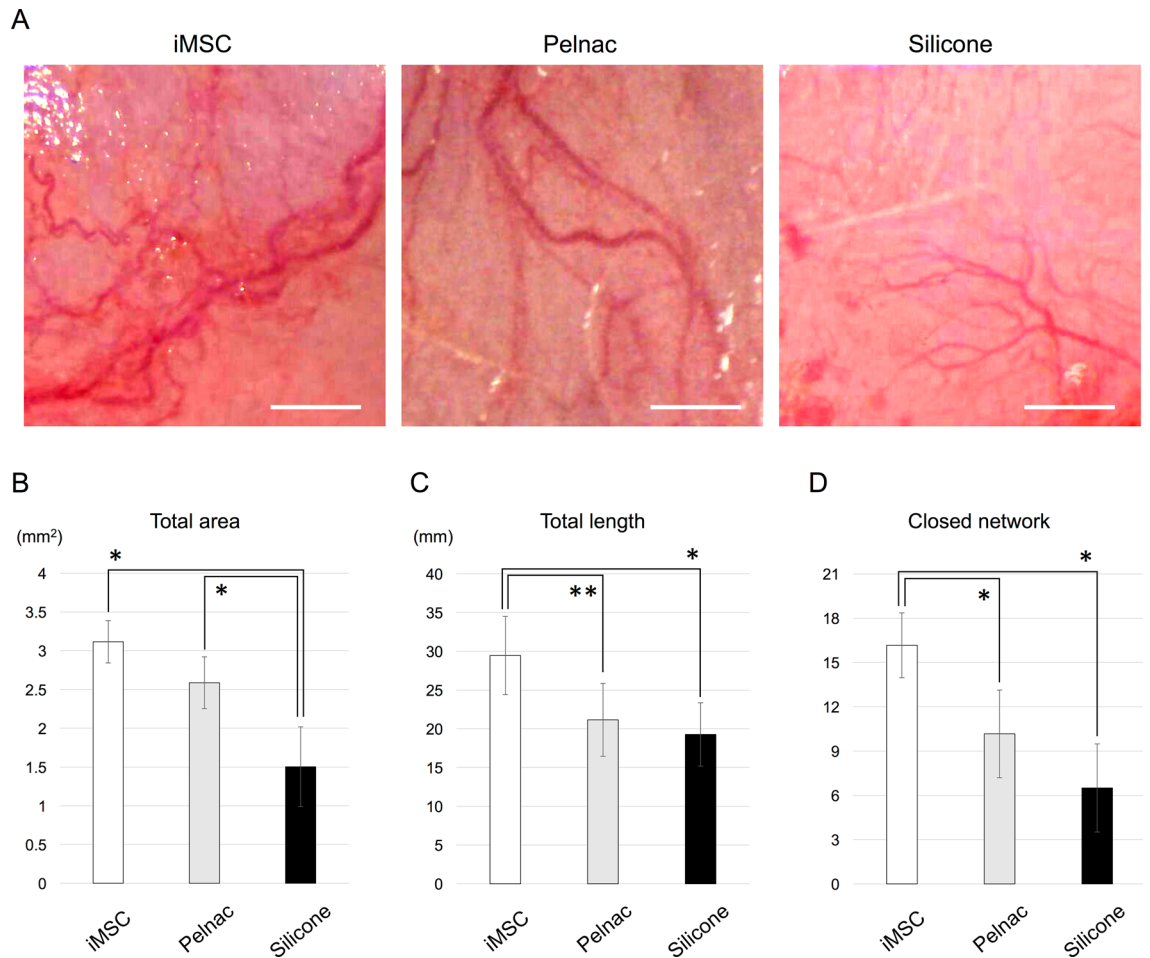 A
iMSC Pelnac Silicone
B C D
Total area Total length Closed network
(mm²) (mm)
* * * ** * *
4 40 21
3.5 35 18
3 30 15
2.5 25 12
2 20 9
1.5 15 6
1 10 3
0.5 5 0
0 0
iMSC Pelnac Silicone iMSC Pelnac Silicone iMSC Pelnac Silicone